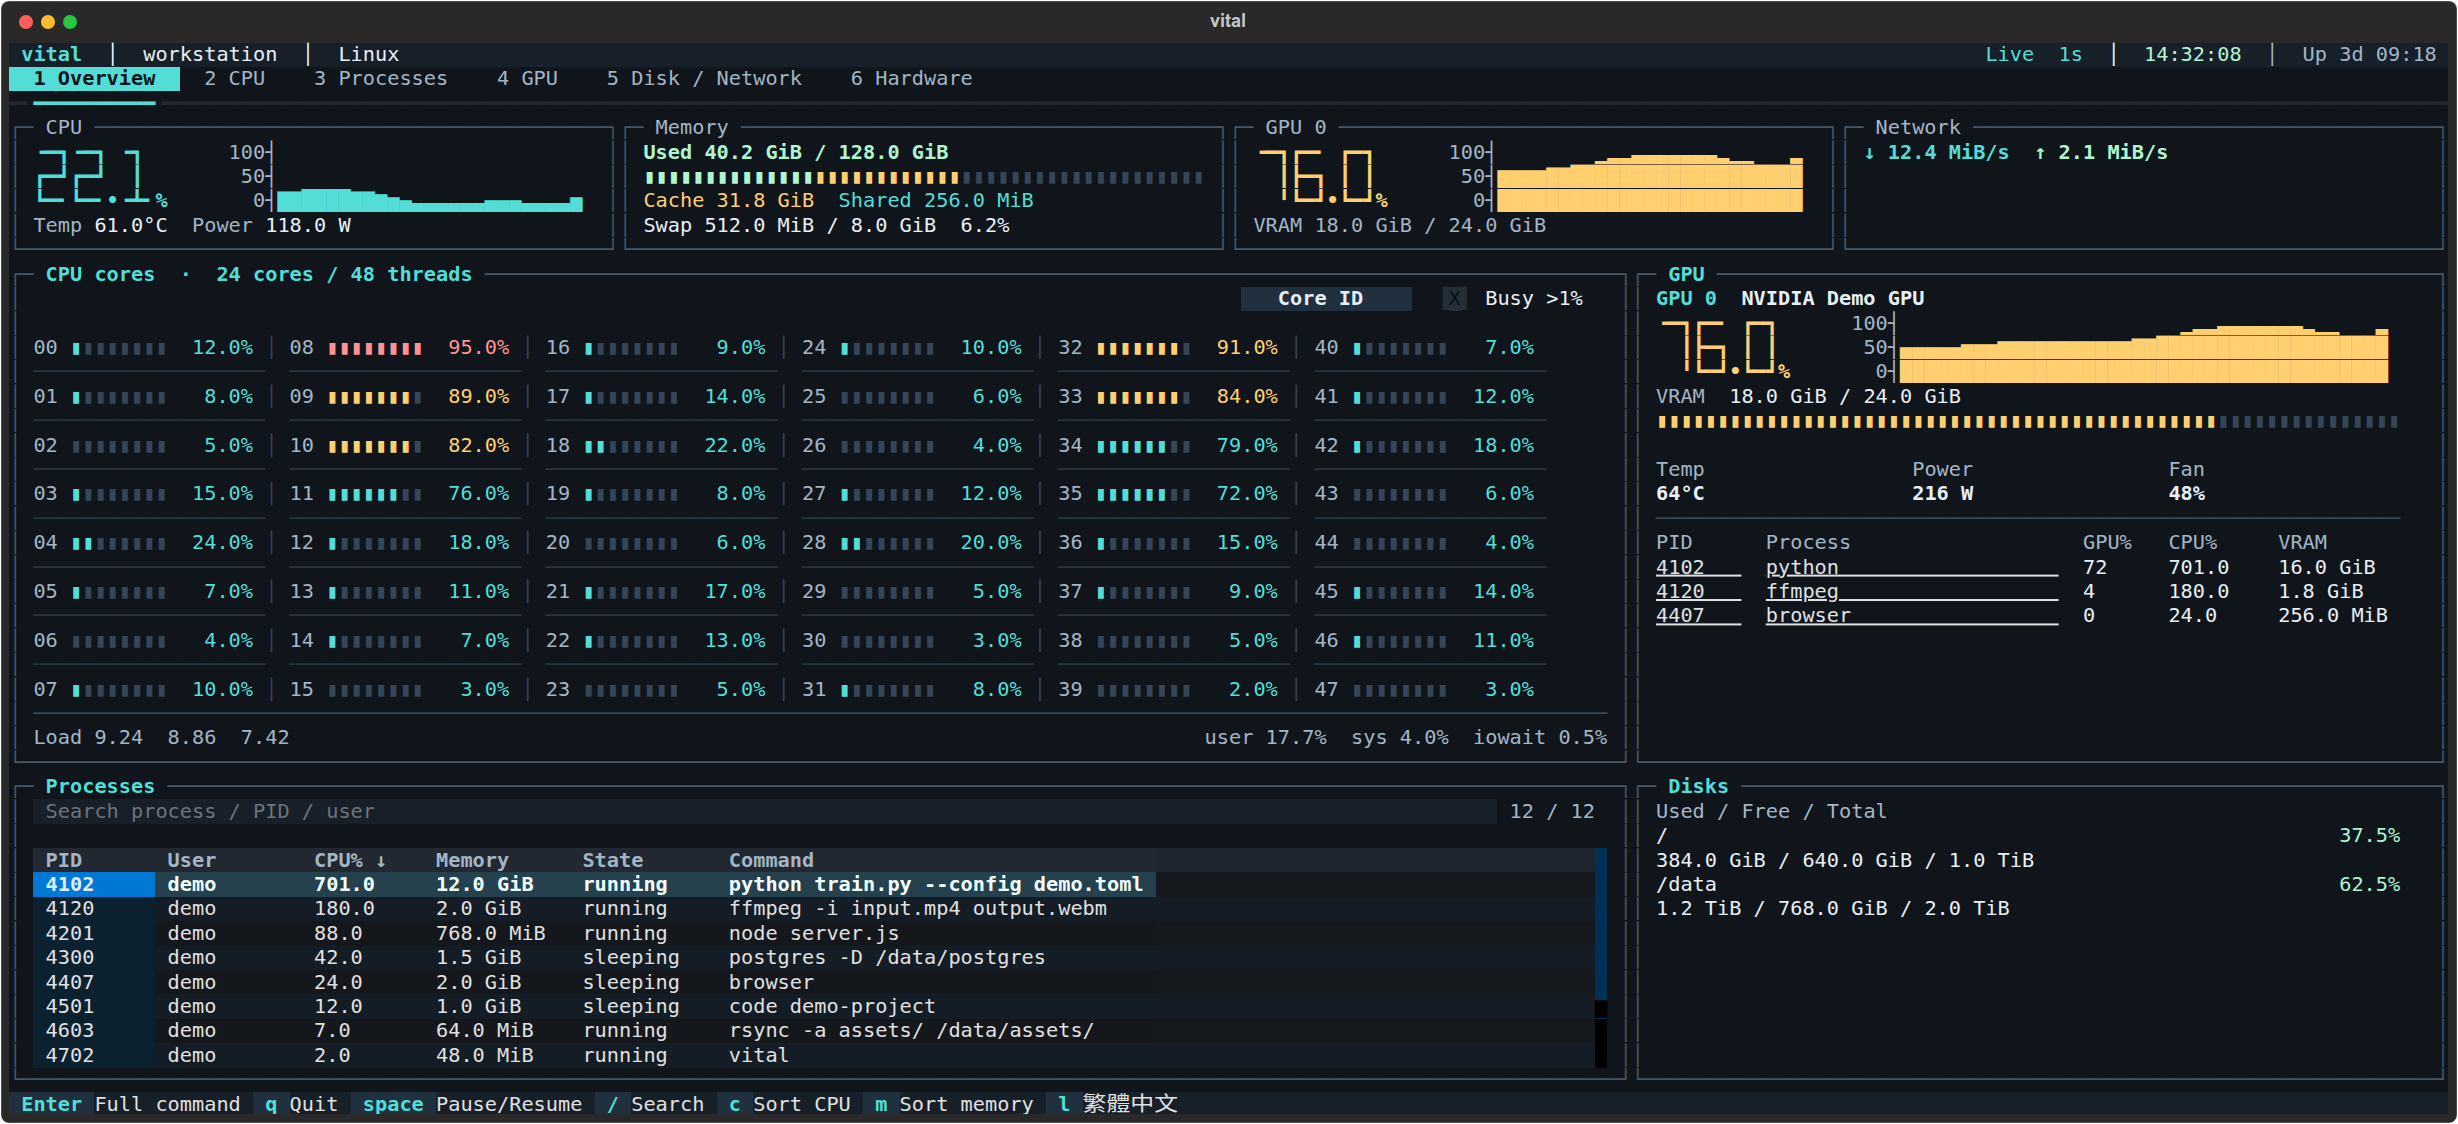 vital
vital │ workstation │ Linux Live 1s │ 14:32:08 │ Up 3d 09:18
1 Overview 2 CPU 3 Processes 4 GPU 5 Disk / Network 6 Hardware
CPU
22.1%
100
50
0
Temp 61.0°C Power 118.0 W
Memory
Used 40.2 GiB / 128.0 GiB
Cache 31.8 GiB Shared 256.0 MiB
Swap 512.0 MiB / 8.0 GiB 6.2%
GPU 0
76.0%
100
50
0
VRAM 18.0 GiB / 24.0 GiB
Network
↓ 12.4 MiB/s ↑ 2.1 MiB/s
CPU cores · 24 cores / 48 threads
Core ID X Busy >1%
00 12.0% 08 95.0% 16 9.0% 24 10.0% 32 91.0% 40 7.0%
01 8.0% 09 89.0% 17 14.0% 25 6.0% 33 84.0% 41 12.0%
02 5.0% 10 82.0% 18 22.0% 26 4.0% 34 79.0% 42 18.0%
03 15.0% 11 76.0% 19 8.0% 27 12.0% 35 72.0% 43 6.0%
04 24.0% 12 18.0% 20 6.0% 28 20.0% 36 15.0% 44 4.0%
05 7.0% 13 11.0% 21 17.0% 29 5.0% 37 9.0% 45 14.0%
06 4.0% 14 7.0% 22 13.0% 30 3.0% 38 5.0% 46 11.0%
07 10.0% 15 3.0% 23 5.0% 31 8.0% 39 2.0% 47 3.0%
Load 9.24 8.86 7.42 user 17.7% sys 4.0% iowait 0.5%
GPU
GPU 0 NVIDIA Demo GPU
76.0%
100
50
0
VRAM 18.0 GiB / 24.0 GiB
Temp Power Fan
64°C 216 W 48%
PID Process GPU% CPU% VRAM
4102 python 72 701.0 16.0 GiB
4120 ffmpeg 4 180.0 1.8 GiB
4407 browser 0 24.0 256.0 MiB
Processes
Search process / PID / user 12 / 12
PID User CPU% ↓ Memory State Command
4102 demo 701.0 12.0 GiB running python train.py --config demo.toml
4120 demo 180.0 2.0 GiB running ffmpeg -i input.mp4 output.webm
4201 demo 88.0 768.0 MiB running node server.js
4300 demo 42.0 1.5 GiB sleeping postgres -D /data/postgres
4407 demo 24.0 2.0 GiB sleeping browser
4501 demo 12.0 1.0 GiB sleeping code demo-project
4603 demo 7.0 64.0 MiB running rsync -a assets/ /data/assets/
4702 demo 2.0 48.0 MiB running vital
Disks
Used / Free / Total
/ 37.5%
384.0 GiB / 640.0 GiB / 1.0 TiB
/data 62.5%
1.2 TiB / 768.0 GiB / 2.0 TiB
Enter Full command q Quit space Pause/Resume / Search c Sort CPU m Sort memory l 繁體中文